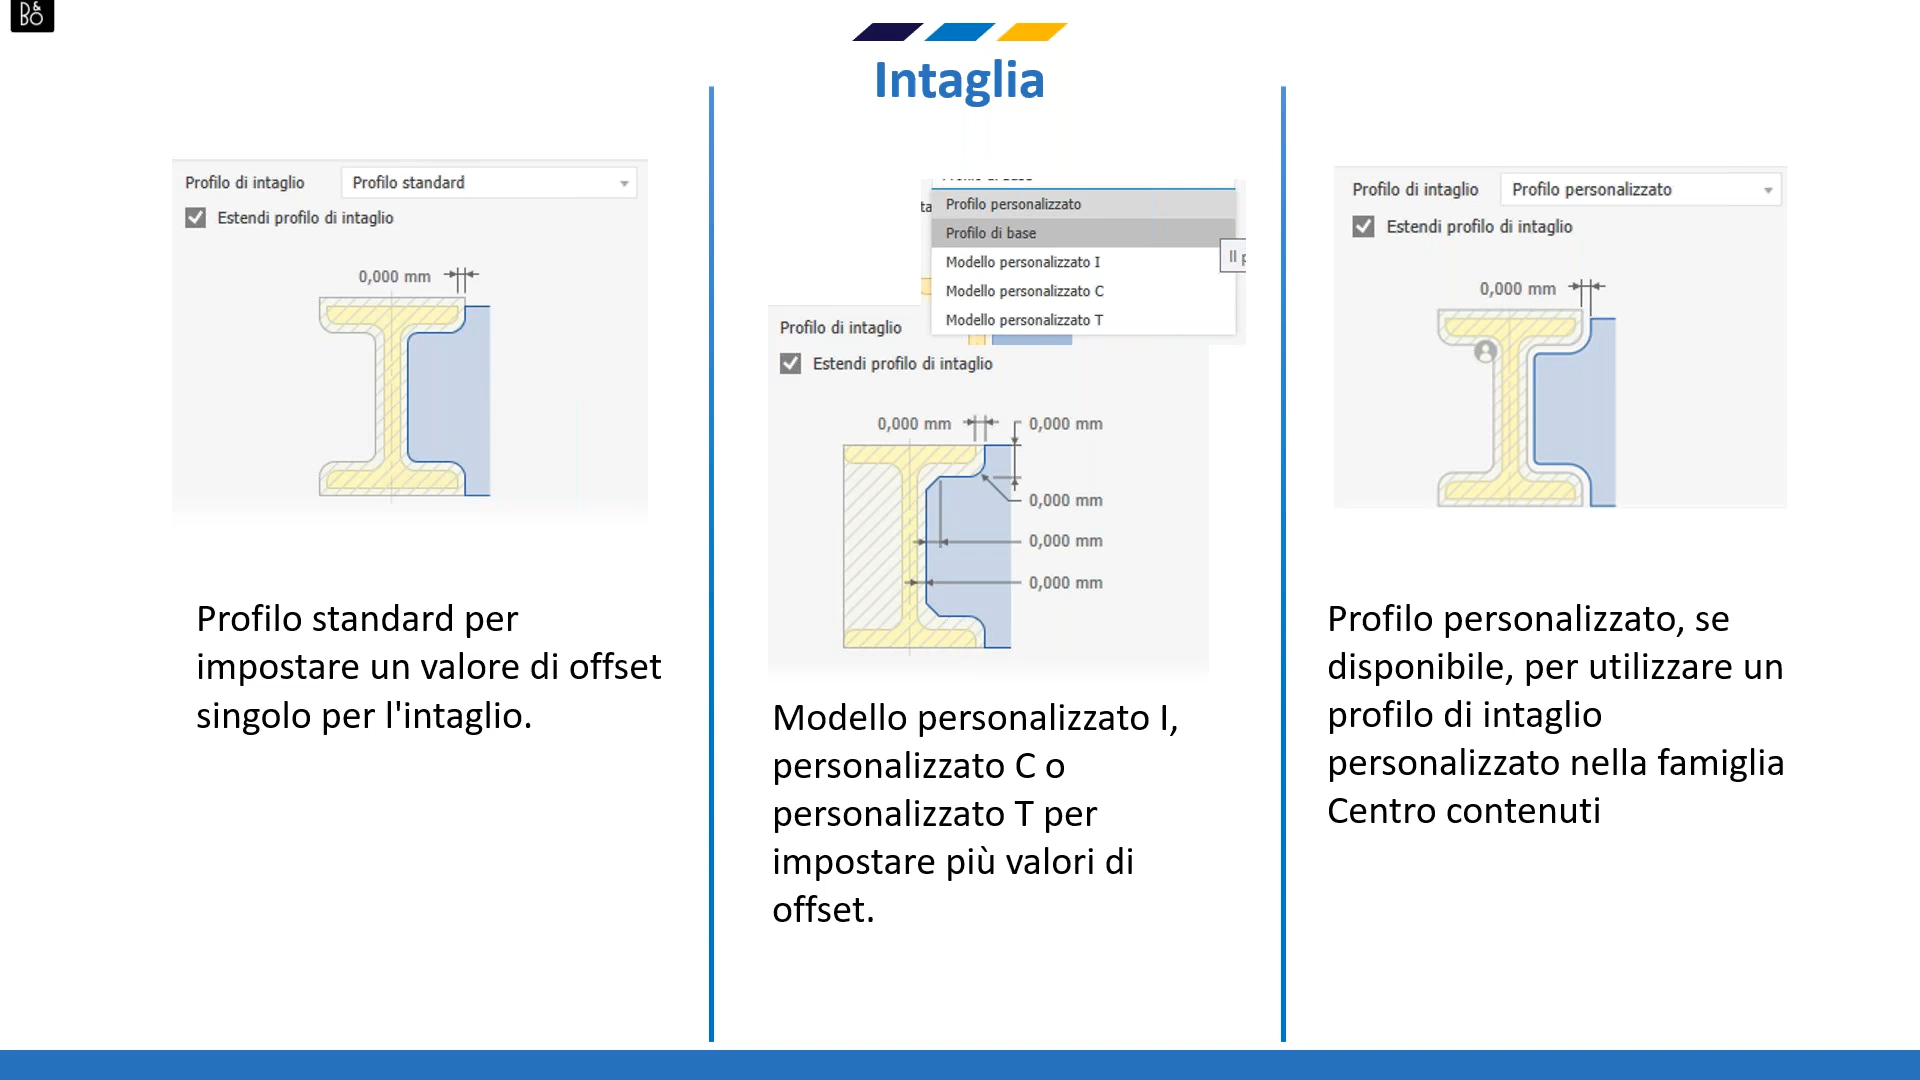 B&O
Intaglia
Profilo di intaglio
Profilo standard
Estendi profilo di intaglio
0,000 mm
Profilo standard per
impostare un valore di offset
singolo per l'intaglio.
ta
Profilo personalizzato
Profilo di base
Modello personalizzato I
Modello personalizzato C
Modello personalizzato T
Il p
Profilo di intaglio
Estendi profilo di intaglio
0,000 mm
0,000 mm
0,000 mm
0,000 mm
0,000 mm
Modello personalizzato I,
personalizzato C o
personalizzato T per
impostare più valori di
offset.
Profilo di intaglio
Profilo personalizzato
Estendi profilo di intaglio
0,000 mm
Profilo personalizzato, se
disponibile, per utilizzare un
profilo di intaglio
personalizzato nella famiglia
Centro contenuti